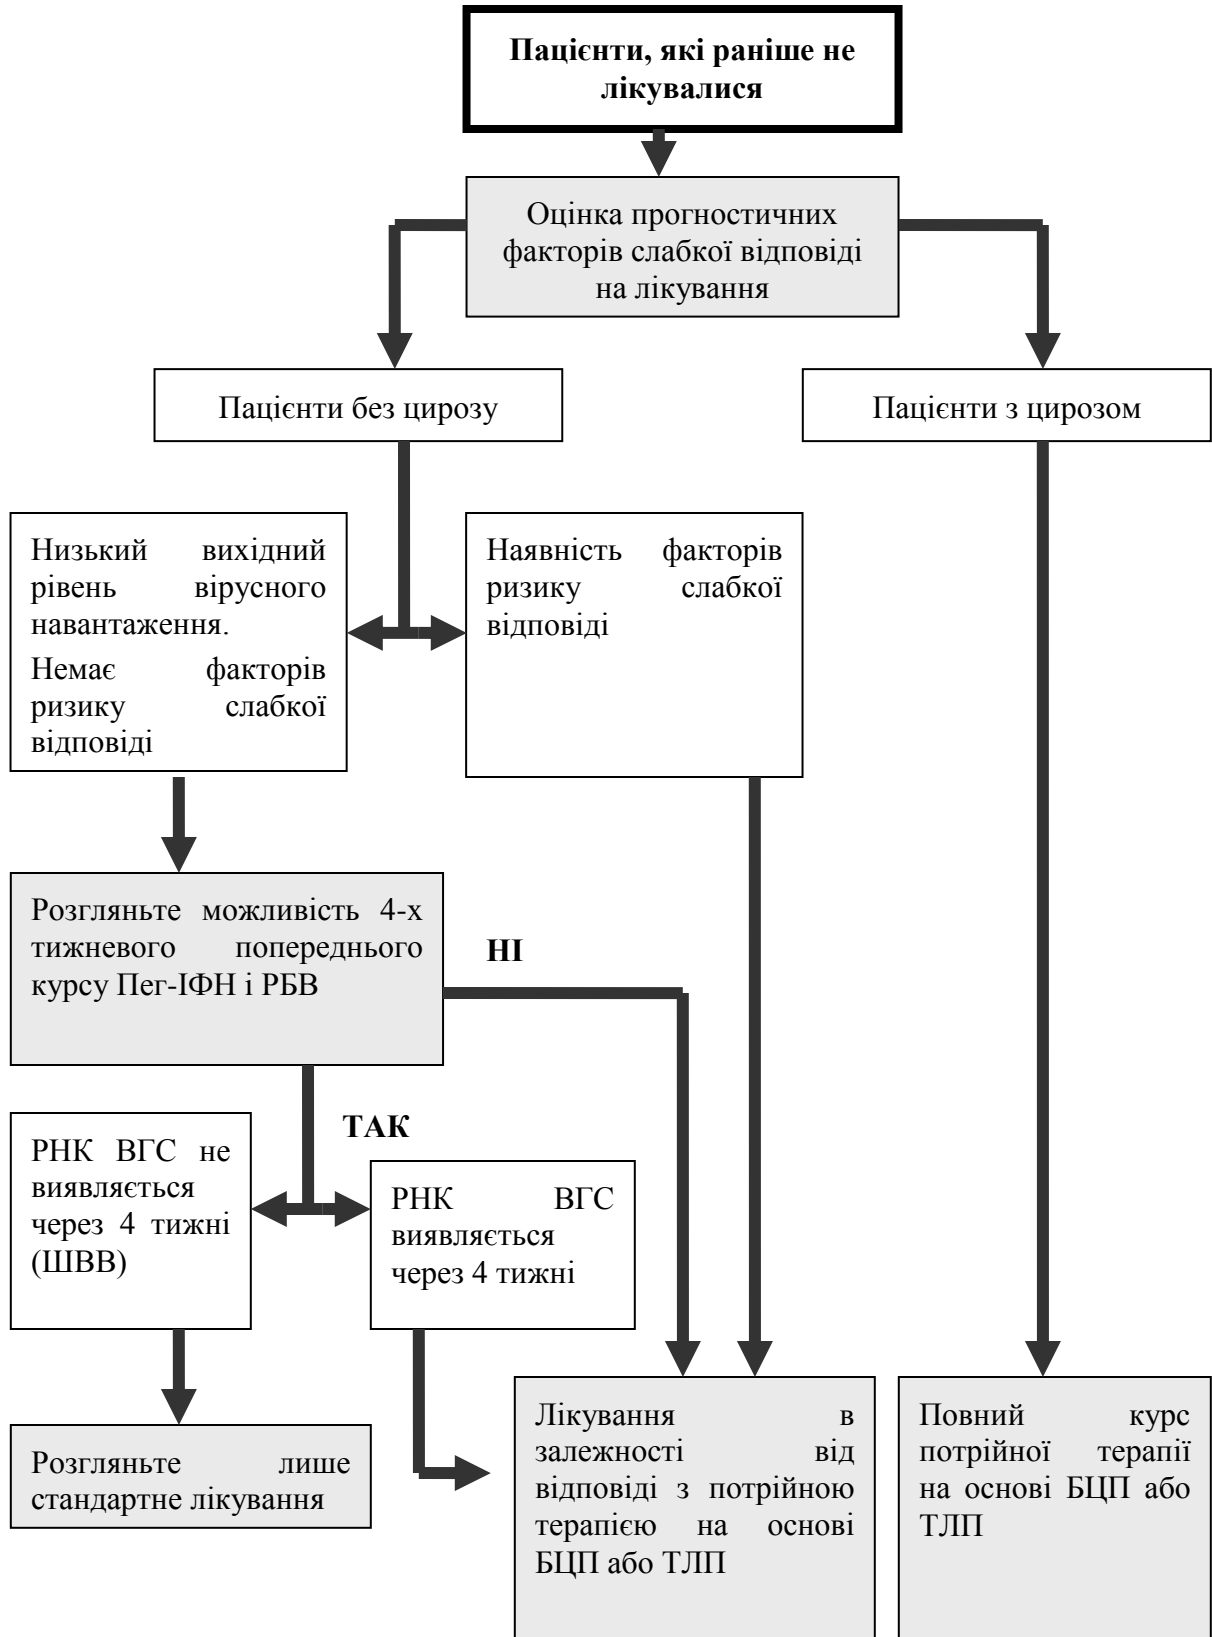 Пацієнти, які раніше не
лікувалися
Оцінка прогностичних
факторів слабкої відповіді
на лікування
Пацієнти без цирозу
Пацієнти з цирозом
Низький вихідний
рівень вірусного
навантаження.
Немає факторів
ризику слабкої
відповіді
Наявність факторів
ризику слабкої
відповіді
Розгляньте можливість 4-х
тижневого попереднього
курсу Пег-ІФН і РБВ
НІ
ТАК
РНК ВГС не
виявляється
через 4 тижні
(ШВВ)
РНК ВГС
виявляється
через 4 тижні
Розгляньте лише
стандартне лікування
Лікування в
залежності від
відповіді з потрійною
терапією на основі
БЦП або ТЛП
Повний курс
потрійної терапії
на основі БЦП або
ТЛП